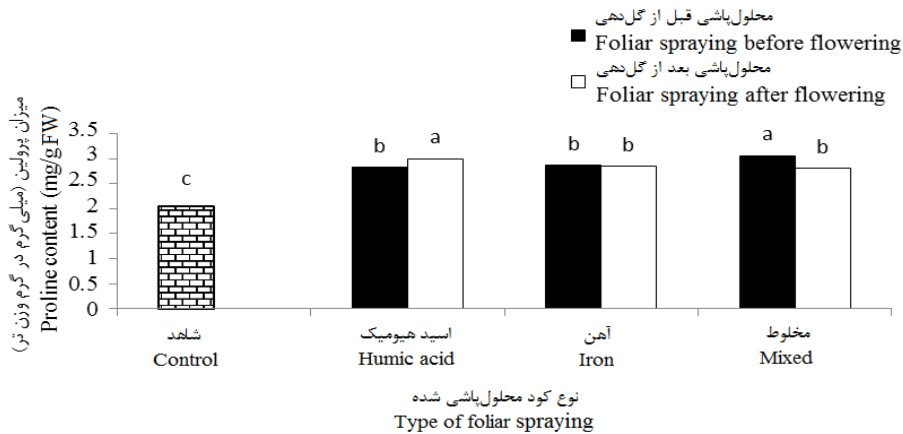 محلول‌پاشی قبل از گل‌دهی
Foliar spraying before flowering
محلول‌پاشی بعد از گل‌دهی
Foliar spraying after flowering
میزان پرولین (میلی‌گرم در گرم وزن تر)
Proline content (mg/g FW)
3.5
3
2.5
2
1.5
1
0.5
0
c
b
a
b
b
a
b
شاهد
Control
اسید هیومیک
Humic acid
آهن
Iron
مخلوط
Mixed
نوع کود محلول‌پاشی شده
Type of foliar spraying